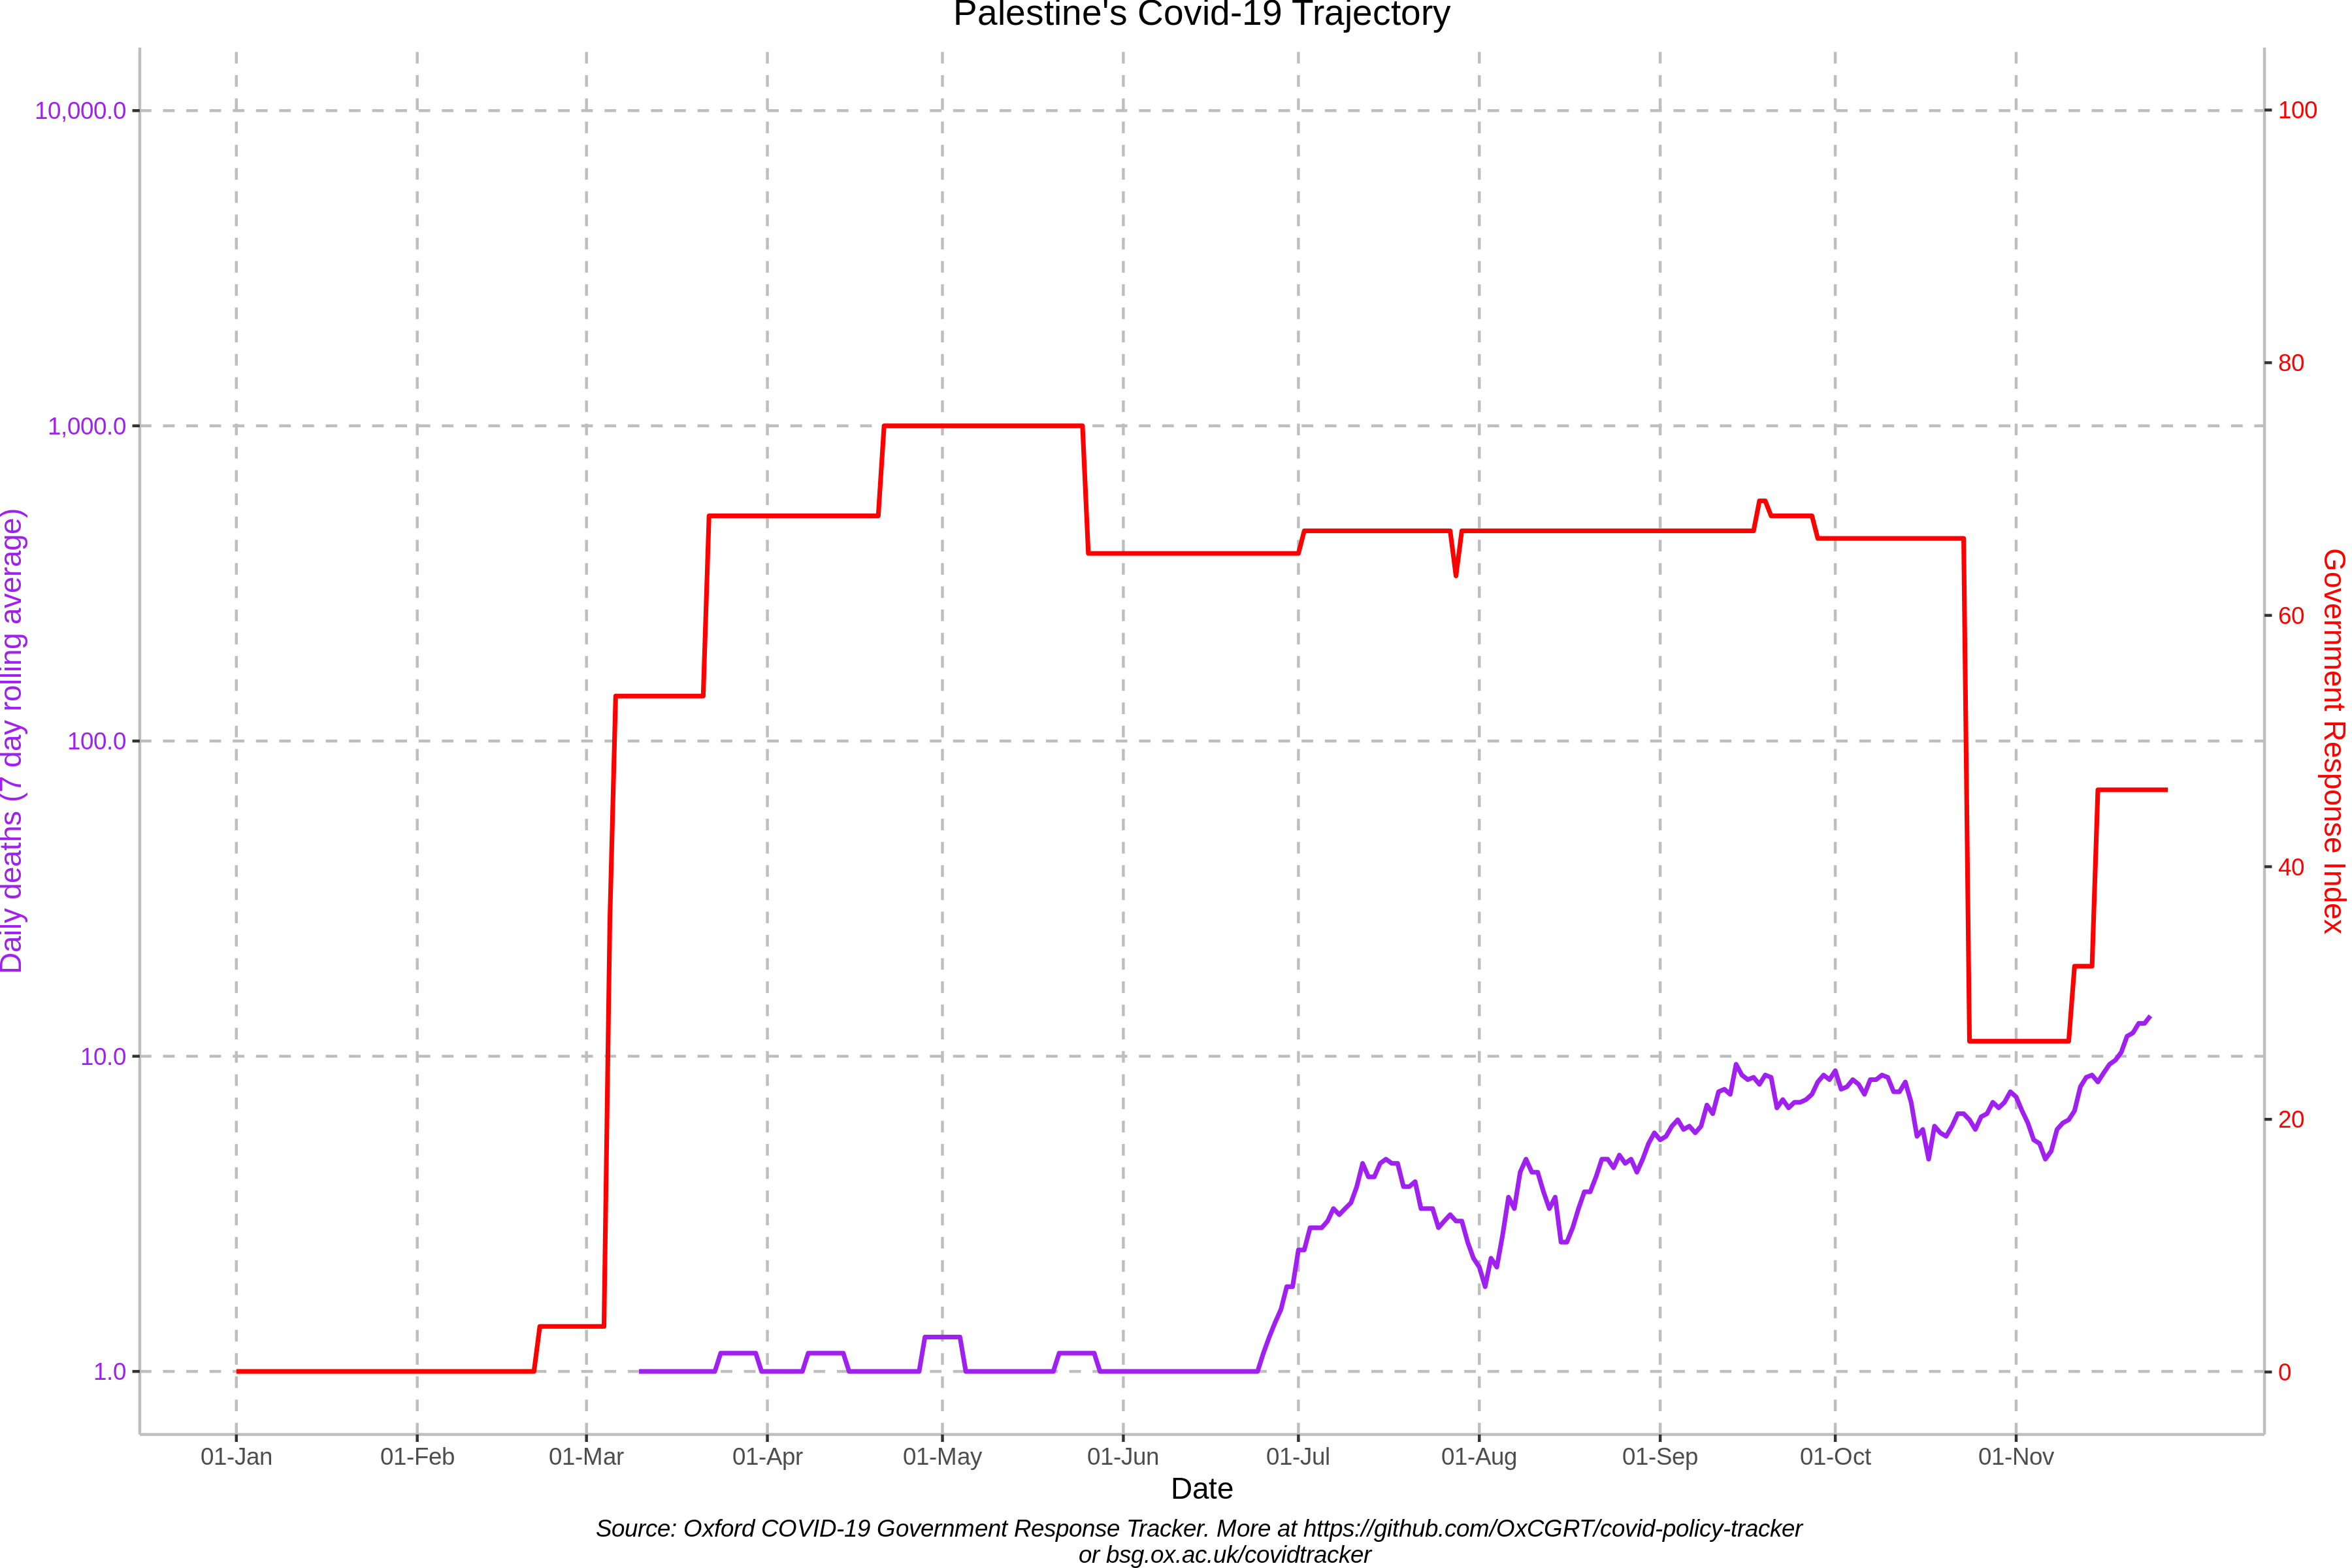 Palestine's Covid-19 Trajectory
10,000.0
1,000.0
100.0
10.0
1.0
Daily deaths (7 day rolling average)
100
80
60
40
20
0
Government Response Index
01-Jan
01-Feb
01-Mar
01-Apr
01-May
01-Jun
01-Jul
01-Aug
01-Sep
01-Oct
01-Nov
Date
Source: Oxford COVID-19 Government Response Tracker. More at https://github.com/OxCGRT/covid-policy-tracker
or bsg.ox.ac.uk/covidtracker